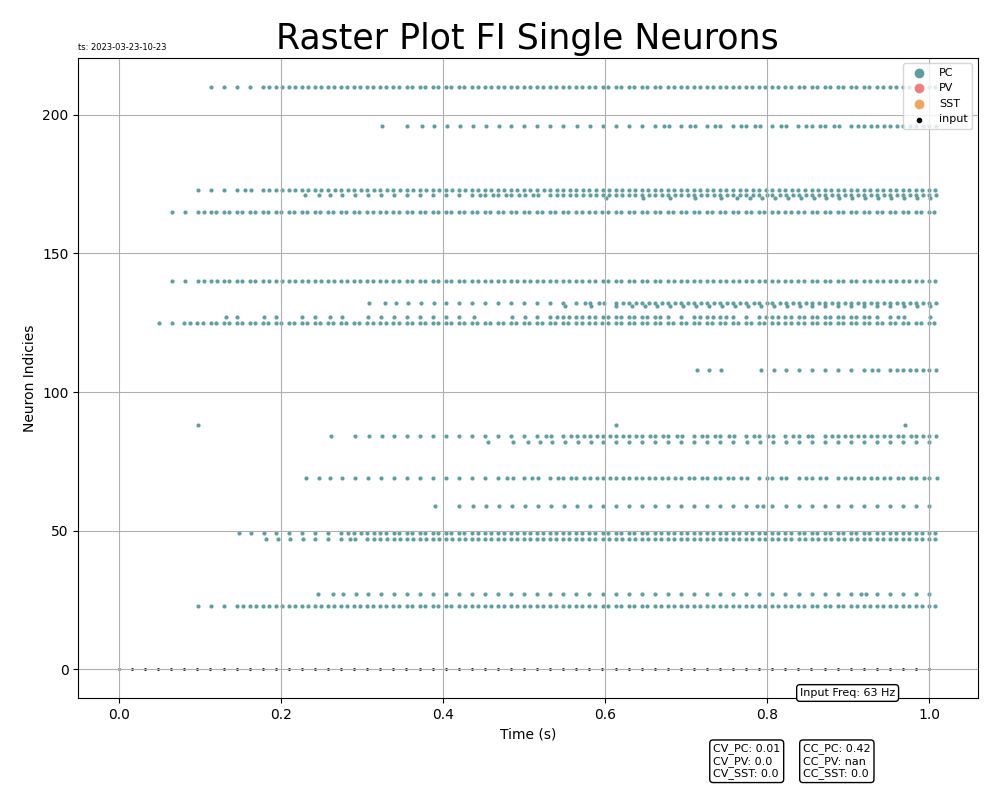 Raster Plot FI Single Neurons
ts: 2023-03-23-10-23
PC
PV
SST
input
200
150
100
50
0
Neuron Indicies
0.0 0.2 0.4 0.6 0.8 1.0
Time (s)
Input Freq: 63 Hz
CV_PC: 0.01
CV_PV: 0.0
CV_SST: 0.0
CC_PC: 0.42
CC_PV: nan
CC_SST: 0.0